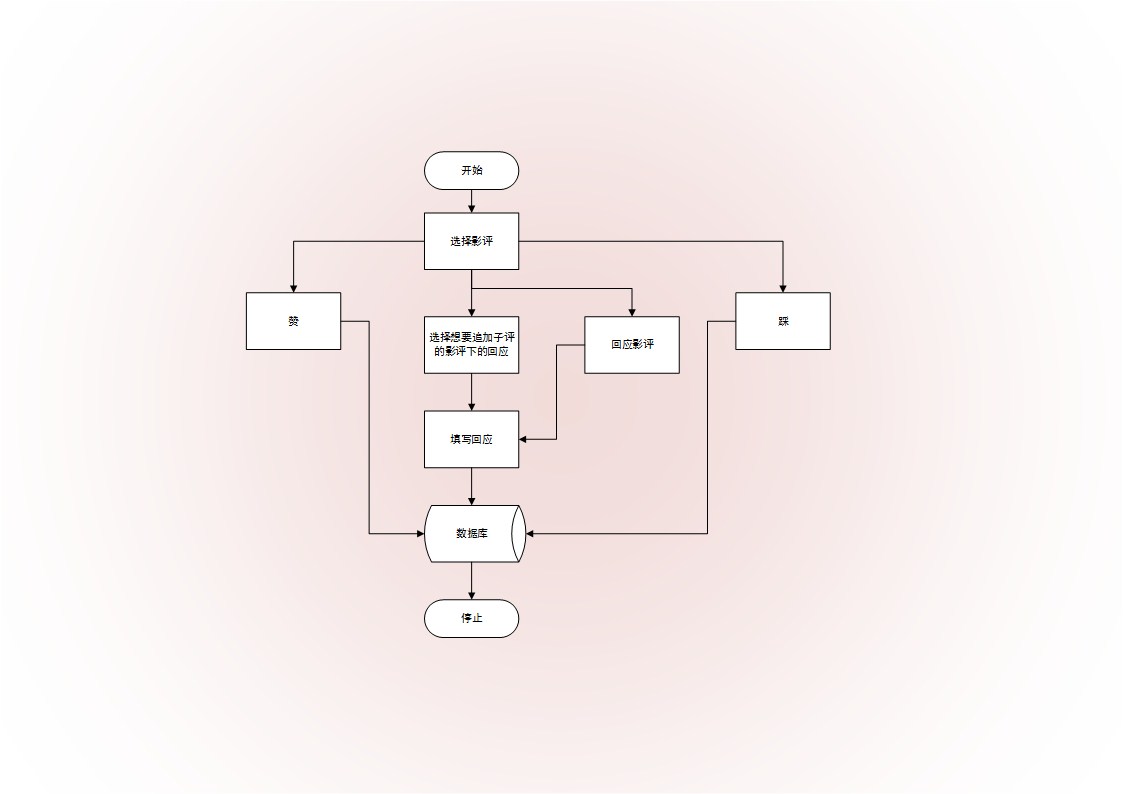 开始
选择影评
赞
选择想要追加子评
的影评下的回应
回应影评
踩
填写回应
数据库
停止